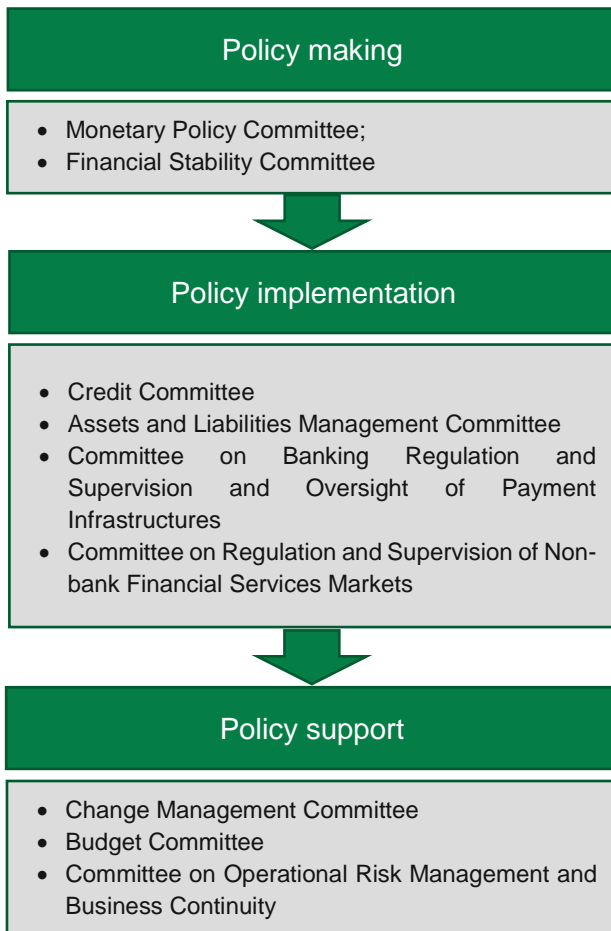 Policy making
• Monetary Policy Committee;
• Financial Stability Committee
Policy implementation
• Credit Committee
• Assets and Liabilities Management Committee
• Committee on Banking Regulation and
Supervision and Oversight of Payment
Infrastructures
• Committee on Regulation and Supervision of Non-
bank Financial Services Markets
Policy support
• Change Management Committee
• Budget Committee
• Committee on Operational Risk Management and
Business Continuity